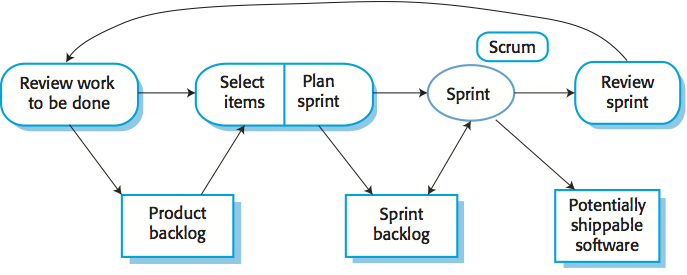 Scrum
Review work
to be done
Select
items
Plan
sprint
Sprint
Review
sprint
Product
backlog
Sprint
backlog
Potentially
shippable
software